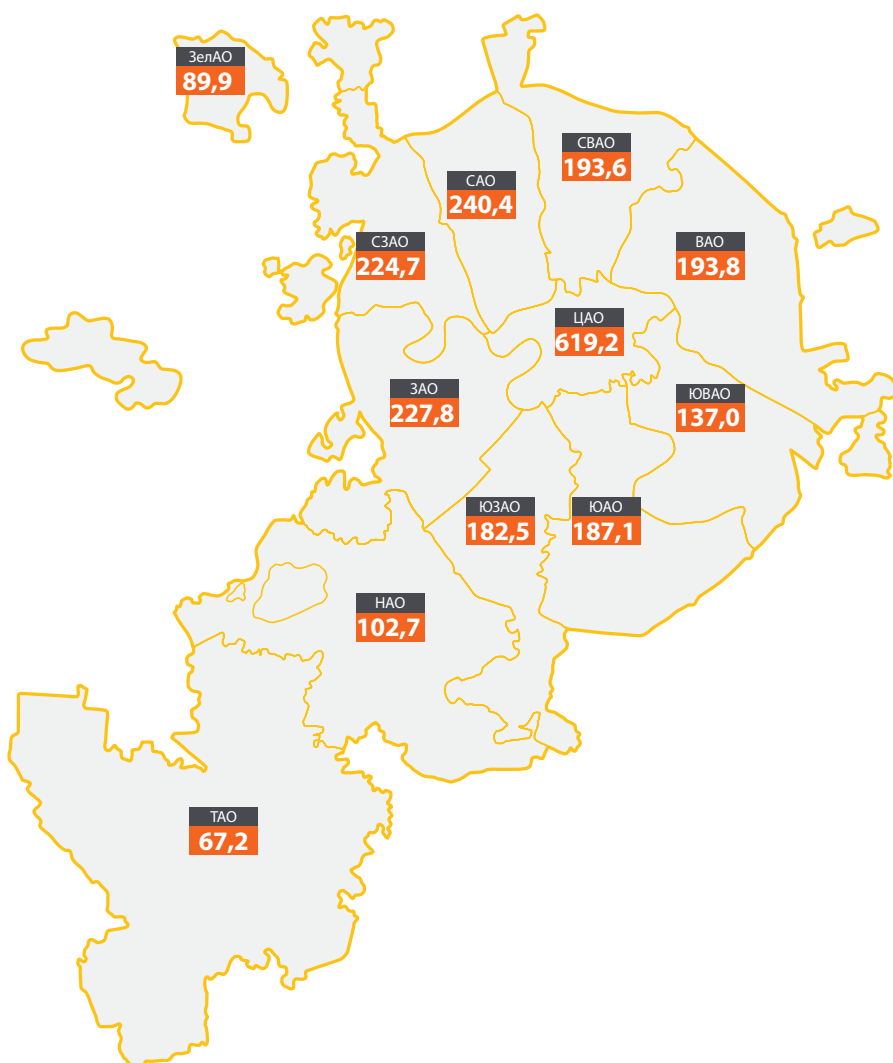 ЗелАО
89,9
СВАО
193,6
САО
240,4
СЗАО
224,7
ВАО
193,8
ЦАО
619,2
ЗАО
227,8
ЮВАО
137,0
ЮЗАО
182,5
ЮАО
187,1
НАО
102,7
ТАО
67,2